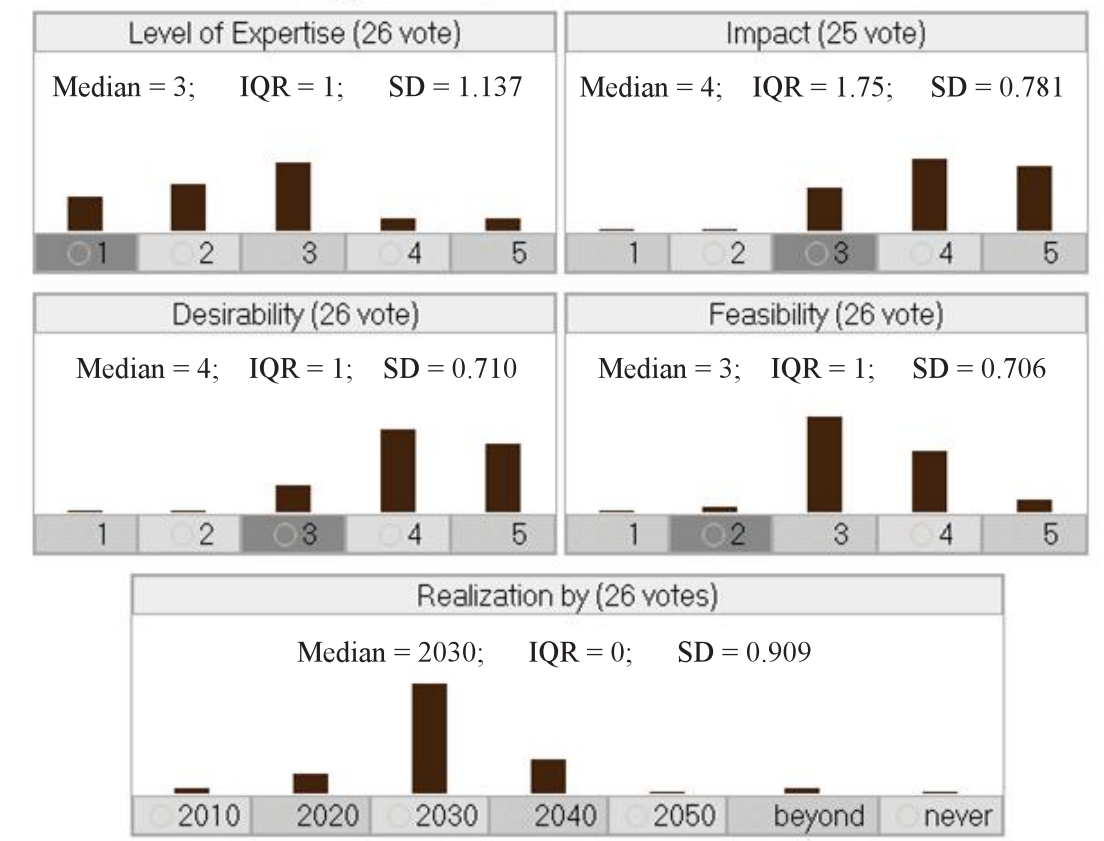 Level of Expertise (26 vote)
Median = 3; IQR = 1; SD = 1.137
1 2 3 4 5
Impact (25 vote)
Median = 4; IQR = 1.75; SD = 0.781
1 2 3 4 5
Desirability (26 vote)
Median = 4; IQR = 1; SD = 0.710
1 2 3 4 5
Feasibility (26 vote)
Median = 3; IQR = 1; SD = 0.706
1 2 3 4 5
Realization by (26 votes)
Median = 2030; IQR = 0; SD = 0.909
2010 2020 2030 2040 2050 beyond never